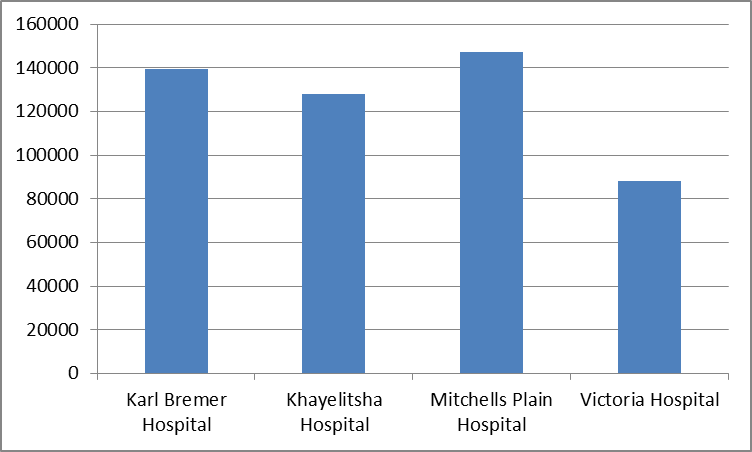 160000
140000
120000
100000
80000
60000
40000
20000
0
Karl Bremer
Hospital
Khayelitsha
Hospital
Mitchells Plain
Hospital
Victoria Hospital